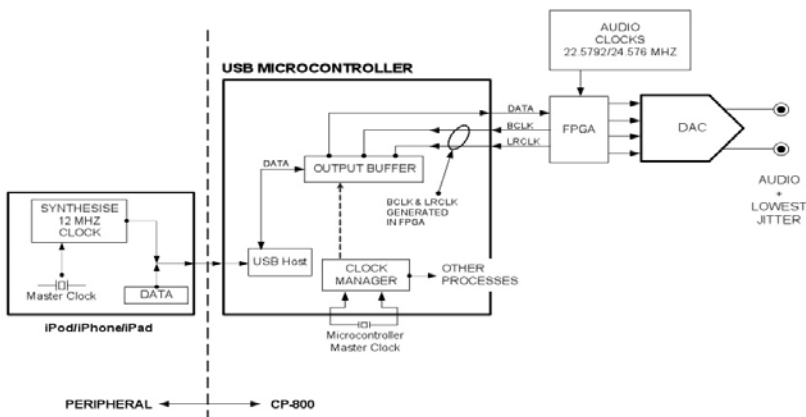 AUDIO
CLOCKS
22.5792/24.576 MHZ
USB MICROCONTROLLER
DATA
BCLK
LRCLK
FPGA
DAC
DATA
OUTPUT BUFFER
BCLK & LRCLK
GENERATED
IN FPGA
AUDIO
+
LOWEST
JITTER
SYNTHESISE
12 MHZ
CLOCK
Master Clock
DATA
iPod/iPhone/iPad
USB Host
CLOCK
MANAGER
OTHER
PROCESSES
Microcontroller
Master Clock
PERIPHERAL
CP-800